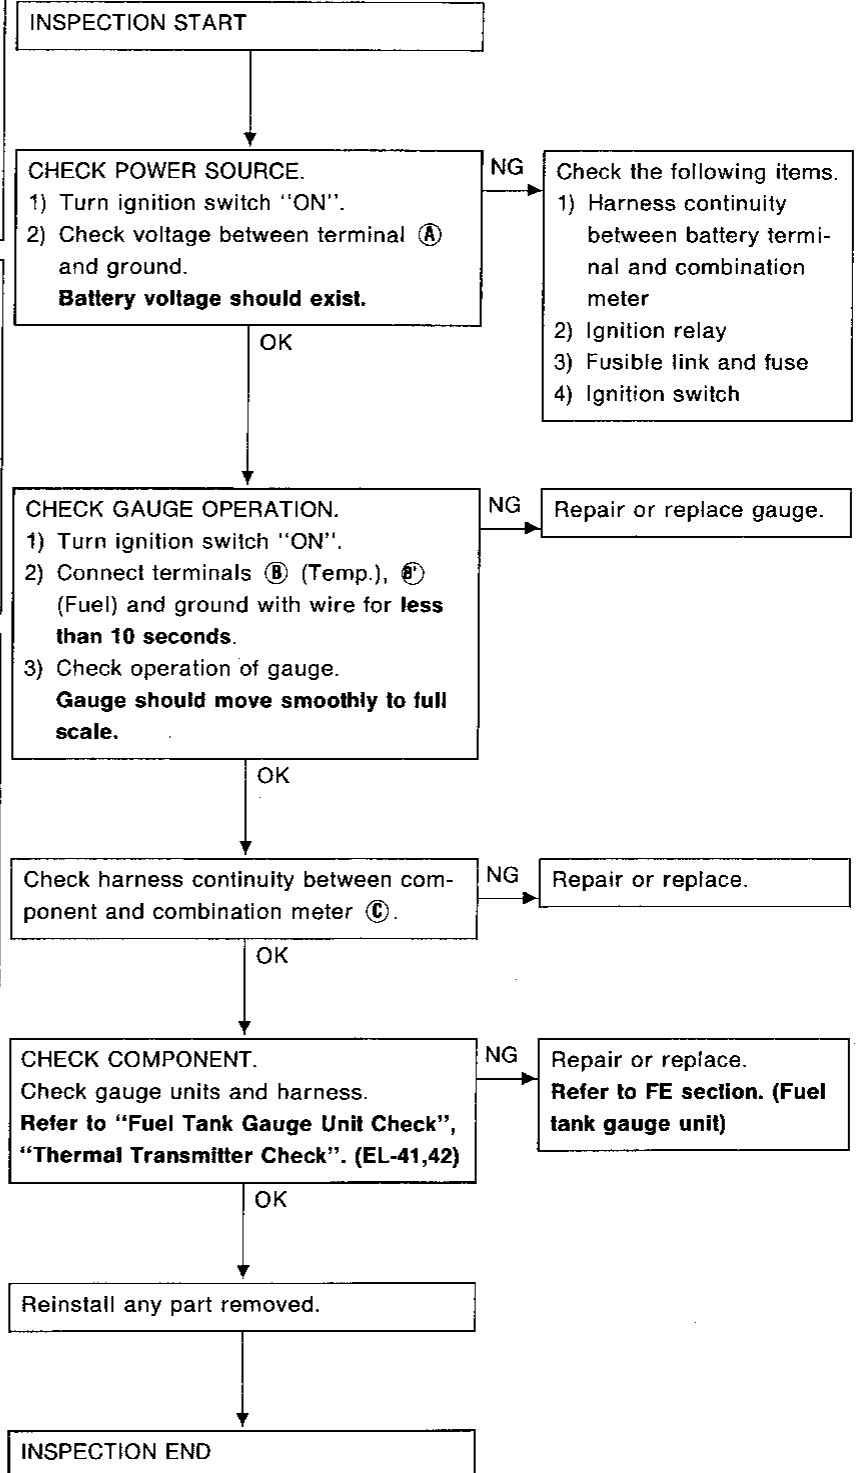 INSPECTION START
CHECK POWER SOURCE.
1) Turn ignition switch "ON".
2) Check voltage between terminal Ⓐ
and ground.
Battery voltage should exist.
NG
Check the following items.
1) Harness continuity
between battery termi-
nal and combination
meter
2) Ignition relay
3) Fusible link and fuse
4) Ignition switch
OK
CHECK GAUGE OPERATION.
1) Turn ignition switch "ON".
2) Connect terminals Ⓑ (Temp.), Ⓑ'
(Fuel) and ground with wire for less
than 10 seconds.
3) Check operation of gauge.
Gauge should move smoothly to full
scale.
NG
Repair or replace gauge.
OK
Check harness continuity between com-
ponent and combination meter Ⓒ.
NG
Repair or replace.
OK
CHECK COMPONENT.
Check gauge units and harness.
Refer to "Fuel Tank Gauge Unit Check",
"Thermal Transmitter Check". (EL-41,42)
NG
Repair or replace.
Refer to FE section. (Fuel
tank gauge unit)
OK
Reinstall any part removed.
INSPECTION END